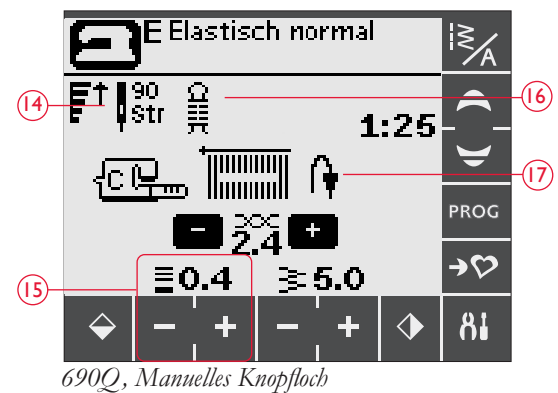 E Elastisch normal
A
14
90
Str
16
1:25
{C
17
PROG
- 2.4 +
15
0.4 5.0
- + - +
690Q, Manuelles Knopfloch